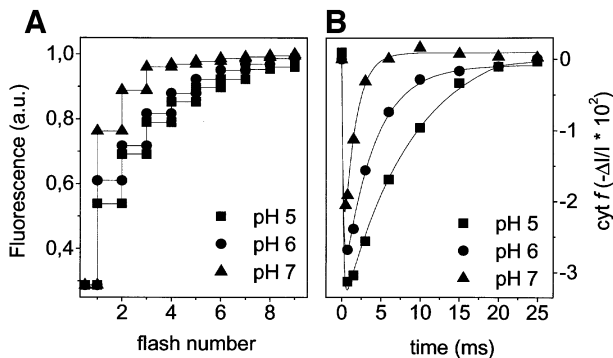 A
B
Fluorescence (a.u.)
1,0
0,8
0,6
0,4
2 4 6 8
flash number
pH 5
pH 6
pH 7
0
-1
-2
-3
cyt f (-ΔI/I * 10²)
0 5 10 15 20 25
time (ms)
pH 5
pH 6
pH 7